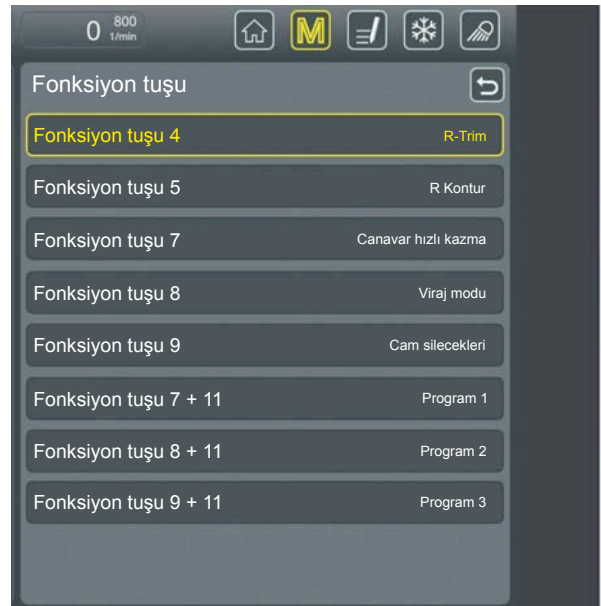 0 800 1/min M
Fonksiyon tuşu
Fonksiyon tuşu 4 R-Trim
Fonksiyon tuşu 5 R Kontur
Fonksiyon tuşu 7 Canavar hızlı kazma
Fonksiyon tuşu 8 Viraj modu
Fonksiyon tuşu 9 Cam silecekleri
Fonksiyon tuşu 7 + 11 Program 1
Fonksiyon tuşu 8 + 11 Program 2
Fonksiyon tuşu 9 + 11 Program 3